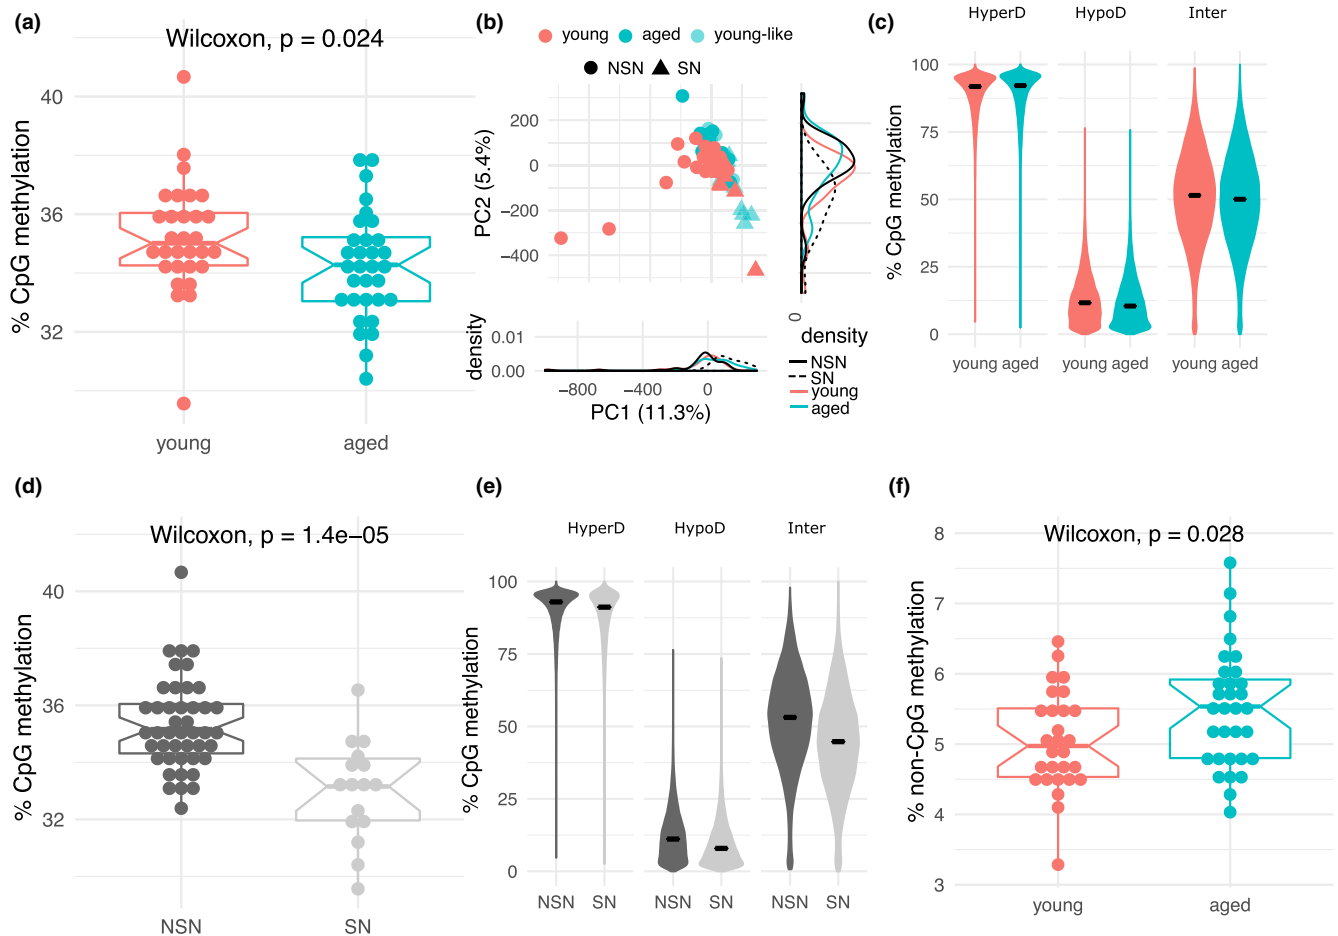 (a)
Wilcoxon, p = 0.024
% CpG methylation
40
36
32
young aged
(b)
young aged young-like
NSN SN
PC2 (5.4%)
200
0
−200
−400
density
0.01
0.00
−800 −400 0
PC1 (11.3%)
0
density
NSN
SN
young
aged
(c)
HyperD HypoD Inter
% CpG methylation
100
75
50
25
0
young aged young aged young aged
(d)
Wilcoxon, p = 1.4e−05
% CpG methylation
40
36
32
NSN SN
(e)
HyperD HypoD Inter
% CpG methylation
100
75
50
25
0
NSN SN NSN SN NSN SN
(f)
Wilcoxon, p = 0.028
% non-CpG methylation
8
7
6
5
4
3
young aged